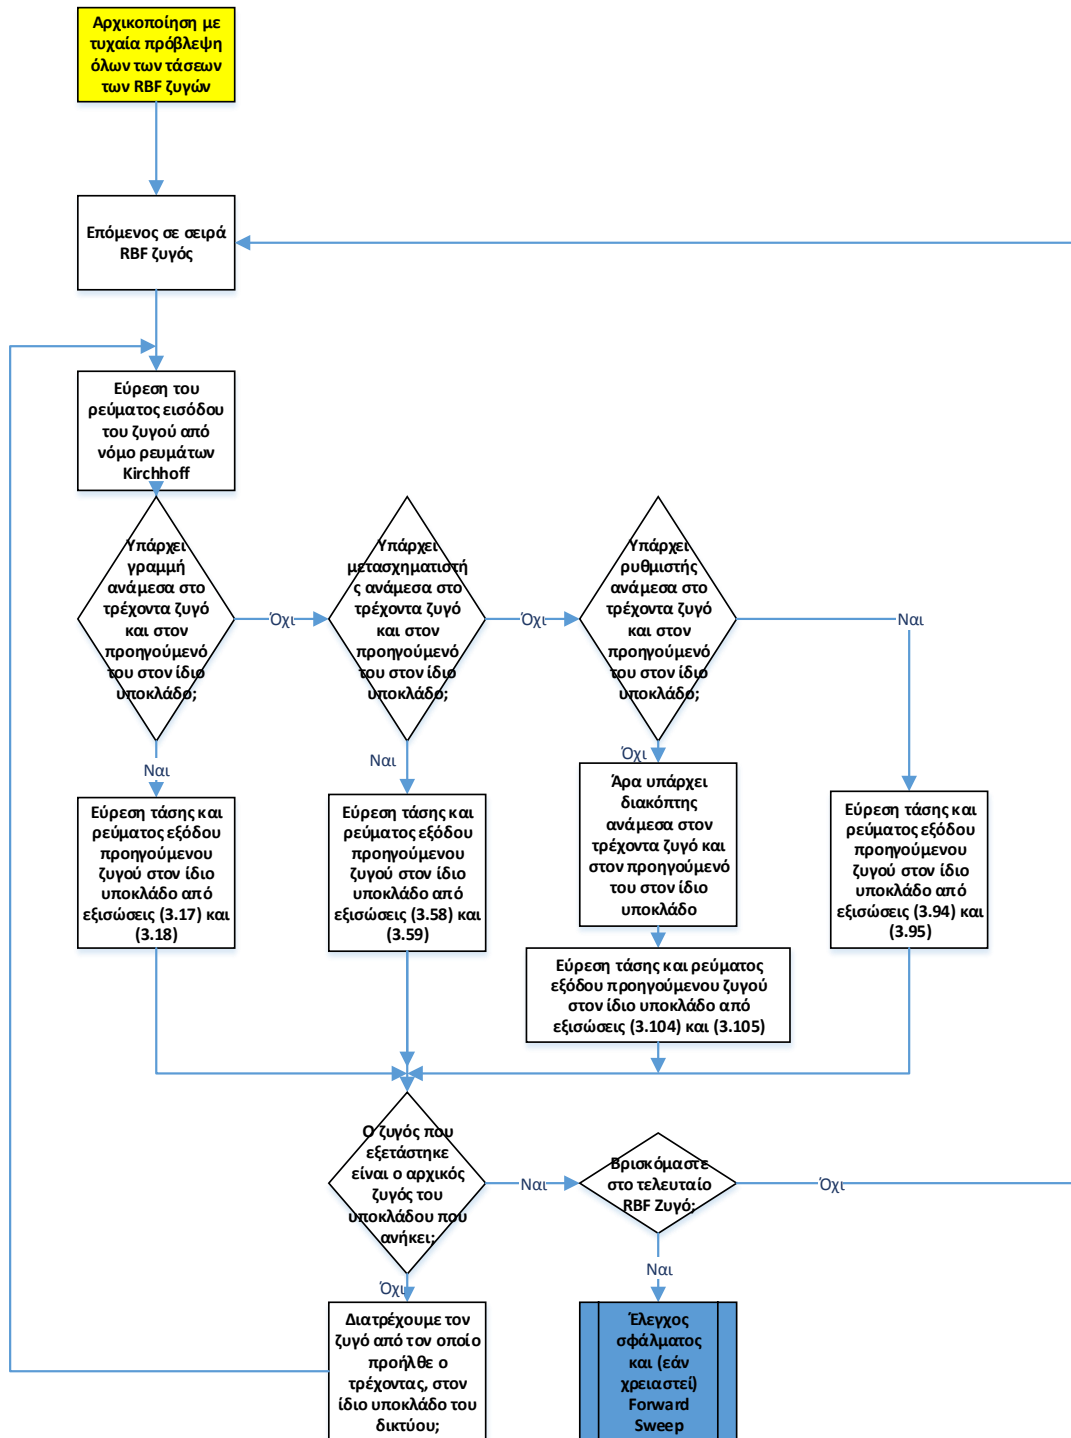 Αρχικοποίηση με
τυχαία πρόβλεψη
όλων των τάσεων
των RBF ζυγών
Επόμενος σε σειρά
RBF ζυγός
Εύρεση του
ρεύματος εισόδου
του ζυγού από
νόμο ρευμάτων
Kirchhoff
Υπάρχει
γραμμή
ανάμεσα στο
τρέχοντα ζυγό
και στον
προηγούμενό
του στον ίδιο
υποκλάδο;
Όχι
Υπάρχει
μετασχηματιστή
ς ανάμεσα στο
τρέχοντα ζυγό
και στον
προηγούμενό
του στον ίδιο
υποκλάδο;
Όχι
Υπάρχει
ρυθμιστής
ανάμεσα στο
τρέχοντα ζυγό
και στον
προηγούμενό
του στον ίδιο
υποκλάδο;
Ναι
Ναι
Ναι
Όχι
Εύρεση τάσης και
ρεύματος εξόδου
προηγούμενου
ζυγού στον ίδιο
υποκλάδο από
εξισώσεις (3.17) και
(3.18)
Εύρεση τάσης και
ρεύματος εξόδου
προηγούμενου
ζυγού στον ίδιο
υποκλάδο από
εξισώσεις (3.58) και
(3.59)
Άρα υπάρχει
διακόπτης
ανάμεσα στον
τρέχοντα ζυγό και
στον προηγούμενό
του στον ίδιο
υποκλάδο
Εύρεση τάσης και
ρεύματος εξόδου
προηγούμενου
ζυγού στον ίδιο
υποκλάδο από
εξισώσεις (3.94) και
(3.95)
Εύρεση τάσης και ρεύματος
εξόδου προηγούμενου ζυγού
στον ίδιο υποκλάδο από
εξισώσεις (3.104) και (3.105)
Ο ζυγός που
εξετάστηκε
είναι ο αρχικός
ζυγός του
υποκλάδου που
ανήκει;
Ναι
Βρισκόμαστε
στο τελευταίο
RBF Ζυγό;
Όχι
Όχι
Ναι
Διατρέχουμε τον
ζυγό από τον οποίο
προήλθε ο
τρέχοντας, στον
ίδιο υποκλάδο του
δικτύου;
Έλεγχος
σφάλματος
και (εάν
χρειαστεί)
Forward
Sweep